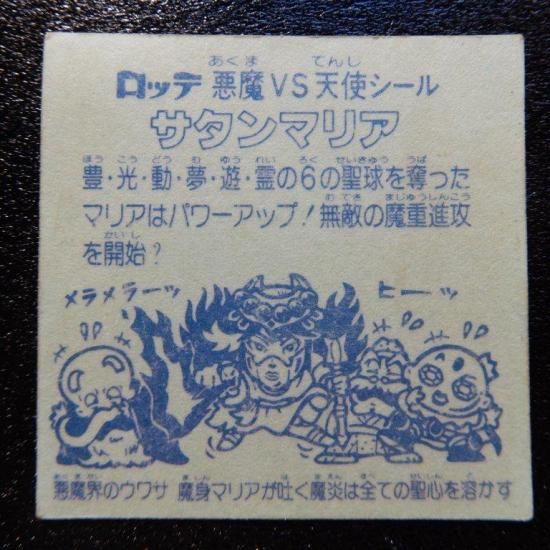 ロッテ 悪魔VS天使シール
サタンマリア
豊・光・動・夢・遊・霊の6の聖球を奪った
マリアはパワーアップ!無敵の魔重進攻
を開始?
メラメラーッ ヒーッ
悪魔界のウワサ 魔身マリアが吐く魔炎は全ての聖心を溶かす